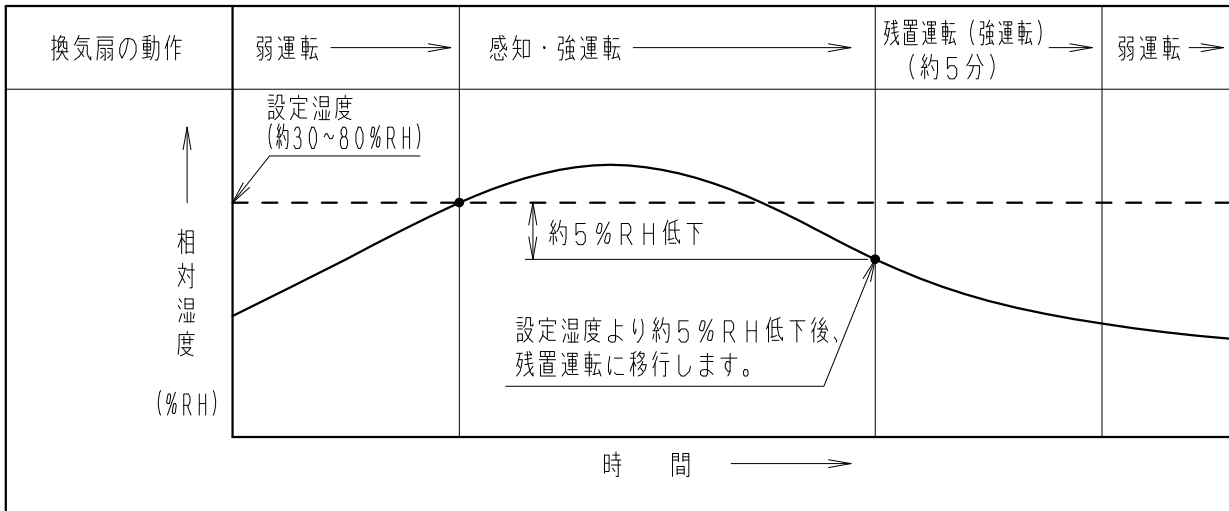 換気扇の動作
弱運転
感知・強運転
残置運転(強運転)
(約5分)
弱運転
設定湿度
(約30~80%RH)
相対湿度
(%RH)
約5%RH低下
設定湿度より約5%RH低下後、
残置運転に移行します。
時 間